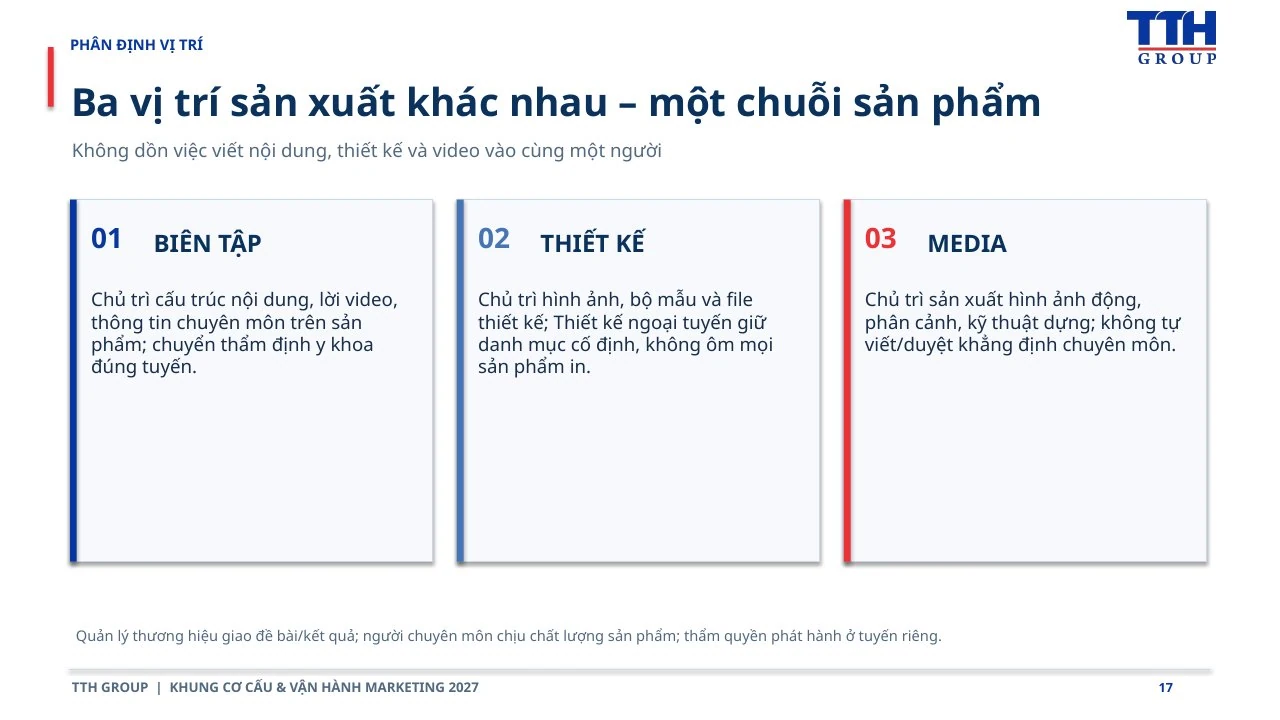 PHÂN ĐỊNH VỊ TRÍ
TTH
GROUP
Ba vị trí sản xuất khác nhau – một chuỗi sản phẩm
Không dồn việc viết nội dung, thiết kế và video vào cùng một người
01 BIÊN TẬP
Chủ trì cấu trúc nội dung, lời video,
thông tin chuyên môn trên sản
phẩm; chuyển thẩm định y khoa
đúng tuyến.
02 THIẾT KẾ
Chủ trì hình ảnh, bộ mẫu và file
thiết kế; Thiết kế ngoại tuyến giữ
danh mục cố định, không ôm mọi
sản phẩm in.
03 MEDIA
Chủ trì sản xuất hình ảnh động,
phân cảnh, kỹ thuật dựng; không tự
viết/duyệt khẳng định chuyên môn.
Quản lý thương hiệu giao đề bài/kết quả; người chuyên môn chịu chất lượng sản phẩm; thẩm quyền phát hành ở tuyến riêng.
TTH GROUP | KHUNG CƠ CẤU & VẬN HÀNH MARKETING 2027
17